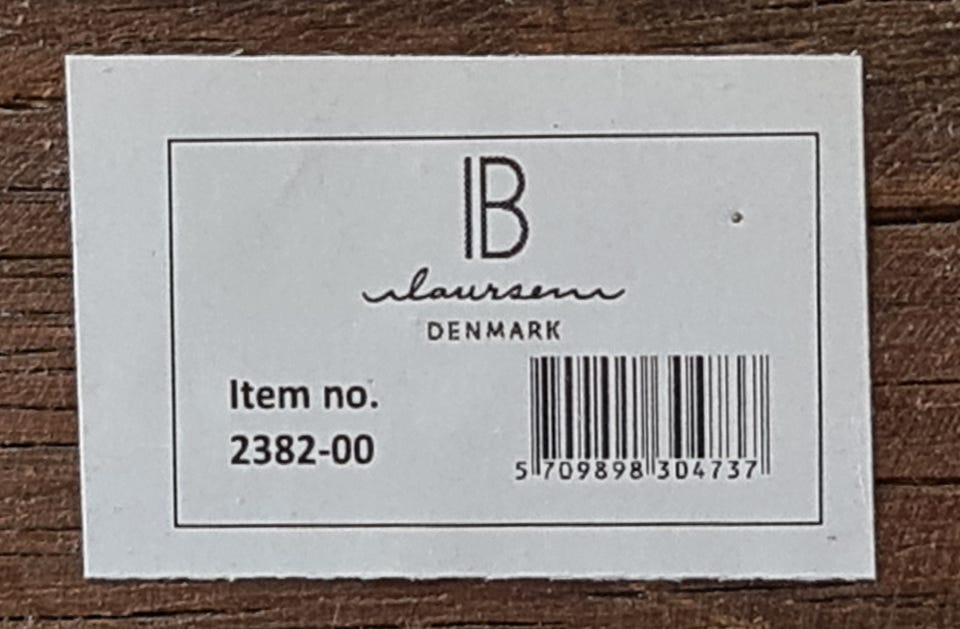 IB
laursen
DENMARK
Item no.
2382-00
5 709898 304737